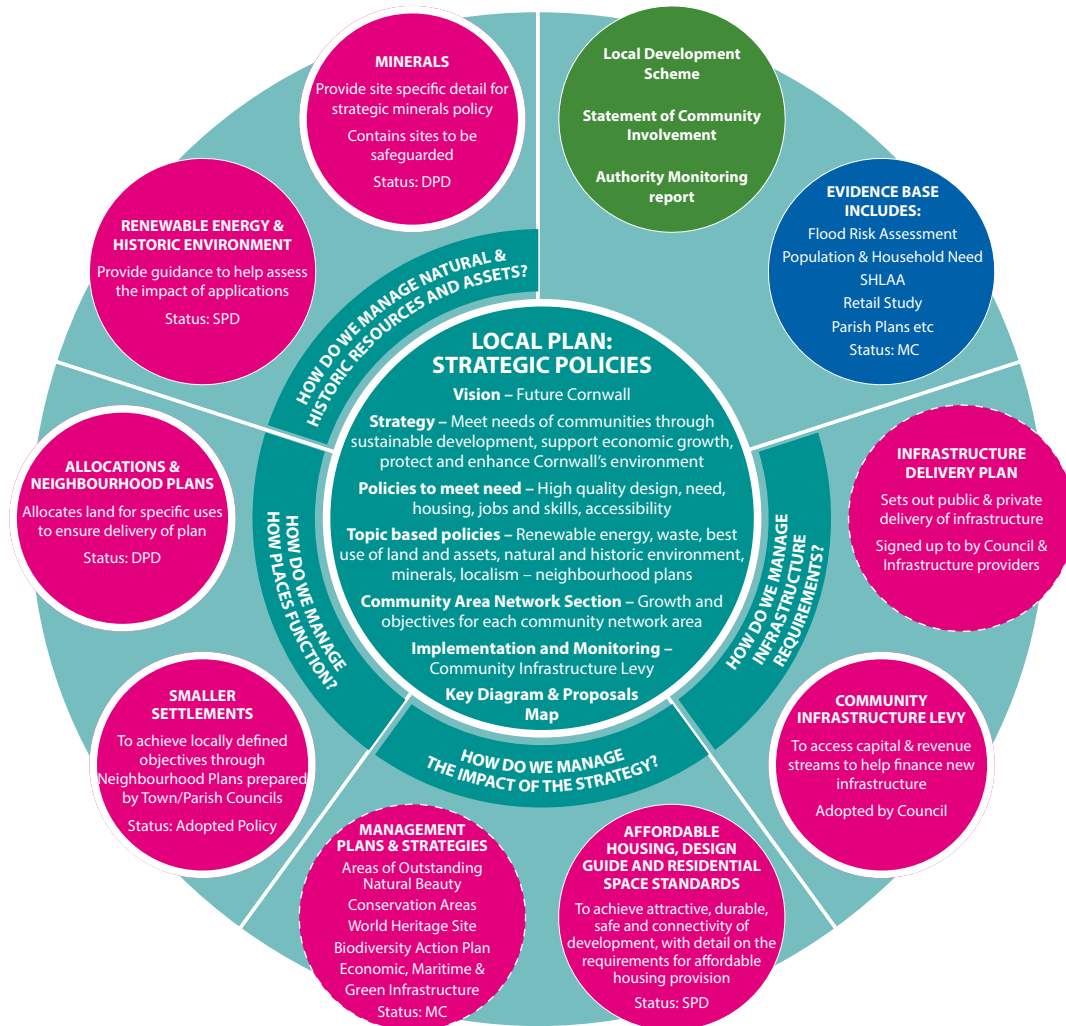 MINERALS
Provide site specific detail for
strategic minerals policy
Contains sites to be
safeguarded
Status: DPD
Local Development
Scheme
Statement of Community
Involvement
Authority Monitoring
report
RENEWABLE ENERGY &
HISTORIC ENVIRONMENT
Provide guidance to help assess
the impact of applications
Status: SPD
EVIDENCE BASE
INCLUDES:
Flood Risk Assessment
Population & Household Need
SHLAA
Retail Study
Parish Plans etc
Status: MC
HOW DO WE MANAGE NATURAL &
HISTORIC RESOURCES AND ASSETS?
LOCAL PLAN:
STRATEGIC POLICIES
Vision – Future Cornwall
Strategy – Meet needs of communities through
sustainable development, support economic growth,
protect and enhance Cornwall's environment
Policies to meet need – High quality design, need,
housing, jobs and skills, accessibility
Topic based policies – Renewable energy, waste, best
use of land and assets, natural and historic environment,
minerals, localism – neighbourhood plans
Community Area Network Section – Growth and
objectives for each community network area
Implementation and Monitoring –
Community Infrastructure Levy
Key Diagram & Proposals
Map
ALLOCATIONS &
NEIGHBOURHOOD PLANS
Allocates land for specific uses
to ensure delivery of plan
Status: DPD
HOW DO WE MANAGE
HOW PLACES FUNCTION?
HOW DO WE MANAGE
INFRASTRUCTURE
REQUIREMENTS?
INFRASTRUCTURE
DELIVERY PLAN
Sets out public & private
delivery of infrastructure
Signed up to by Council &
Infrastructure providers
SMALLER
SETTLEMENTS
To achieve locally defined
objectives through
Neighbourhood Plans prepared
by Town/Parish Councils
Status: Adopted Policy
HOW DO WE MANAGE
THE IMPACT OF THE STRATEGY?
COMMUNITY
INFRASTRUCTURE LEVY
To access capital & revenue
streams to help finance new
infrastructure
Adopted by Council
MANAGEMENT
PLANS & STRATEGIES
Areas of Outstanding
Natural Beauty
Conservation Areas
World Heritage Site
Biodiversity Action Plan
Economic, Maritime &
Green Infrastructure
Status: MC
AFFORDABLE
HOUSING, DESIGN
GUIDE AND RESIDENTIAL
SPACE STANDARDS
To achieve attractive, durable,
safe and connectivity of
development, with detail on the
requirements for affordable
housing provision
Status: SPD